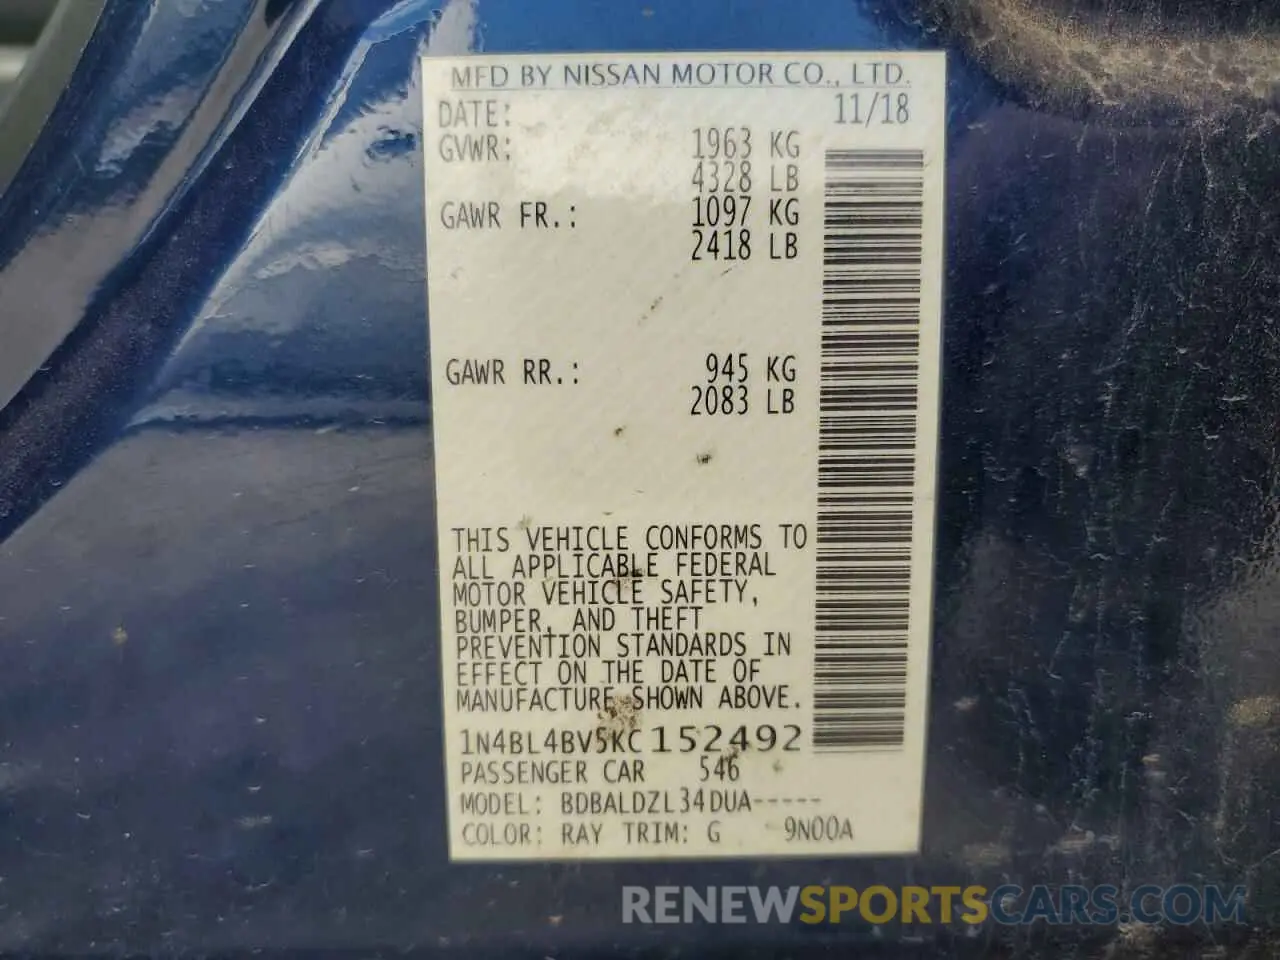 MFD BY NISSAN MOTOR CO., LTD.
DATE: 11/18
GVWR: 1963 KG
4328 LB
GAWR FR.: 1097 KG
2418 LB
GAWR RR.: 945 KG
2083 LB
THIS VEHICLE CONFORMS TO
ALL APPLICABLE FEDERAL
MOTOR VEHICLE SAFETY,
BUMPER, AND THEFT
PREVENTION STANDARDS IN
EFFECT ON THE DATE OF
MANUFACTURE SHOWN ABOVE.
1N4BL4BV5KC152492
PASSENGER CAR 546
MODEL: BDBALDZL34DUA-----
COLOR: RAY TRIM: G 9N00A
RENEWSPORTSCARS.COM